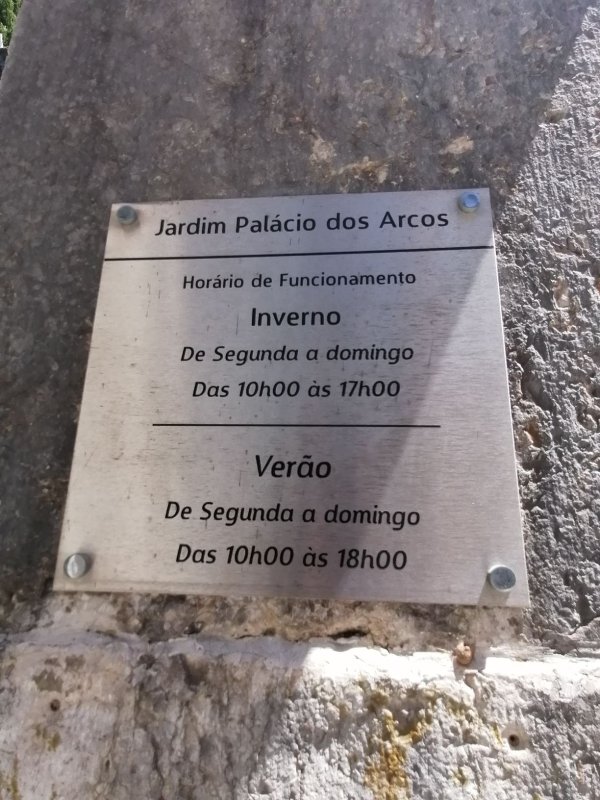 Jardim Palácio dos Arcos
Horário de Funcionamento
Inverno
De Segunda a domingo
Das 10h00 às 17h00
Verão
De Segunda a domingo
Das 10h00 às 18h00